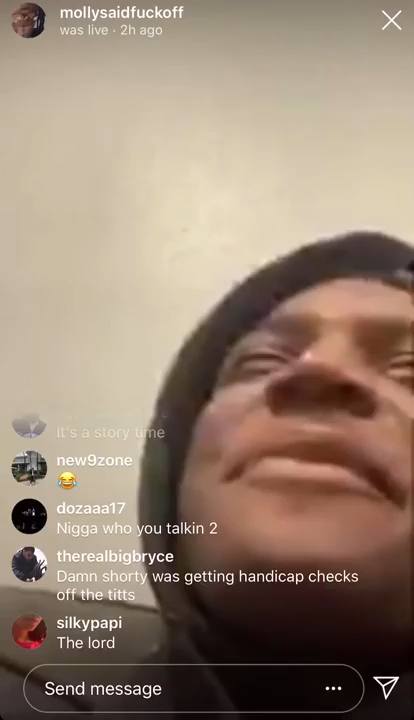 mollysaidfuckoff
was live · 2h ago
It's a story time
new9zone
😂
dozaaa17
Nigga who you talkin 2
therealbigbryce
Damn shorty was getting handicap checks
off the titts
silkypapi
The lord
Send message